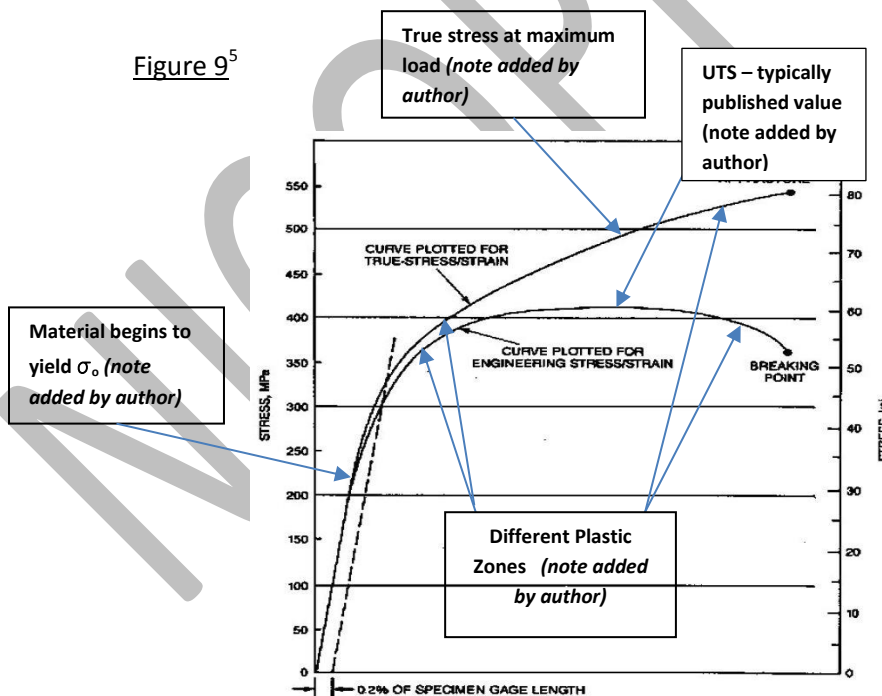 Figure 9⁵
True stress at maximum
load (note added by
author)
UTS – typically
published value
(note added by
author)
Material begins to
yield σₒ (note
added by author)
CURVE PLOTTED FOR
TRUE-STRESS/STRAIN
CURVE PLOTTED FOR
ENGINEERING STRESS/STRAIN
BREAKING
POINT
Different Plastic
Zones (note added
by author)
STRESS, MPa
550
500
450
400
350
300
250
200
150
100
50
0
80
70
60
50
40
30
20
10
0
0.2% OF SPECIMEN GAGE LENGTH